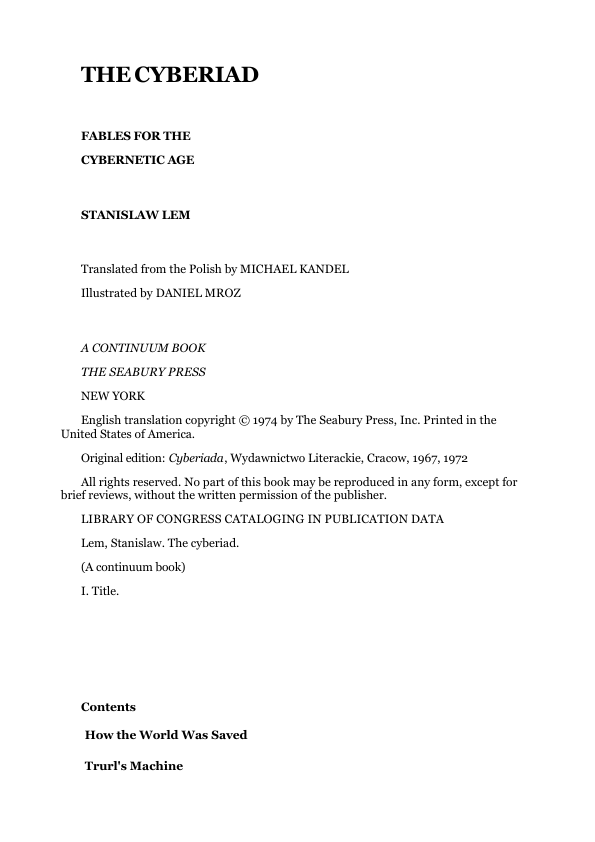 THE CYBERIAD
FABLES FOR THE
CYBERNETIC AGE
STANISLAW LEM
Translated from the Polish by MICHAEL KANDEL
Illustrated by DANIEL MROZ
A CONTINUUM BOOK
THE SEABURY PRESS
NEW YORK
English translation copyright © 1974 by The Seabury Press, Inc. Printed in the
United States of America.
Original edition: Cyberiada, Wydawnictwo Literackie, Cracow, 1967, 1972
All rights reserved. No part of this book may be reproduced in any form, except for
brief reviews, without the written permission of the publisher.
LIBRARY OF CONGRESS CATALOGING IN PUBLICATION DATA
Lem, Stanislaw. The cyberiad.
(A continuum book)
I. Title.
Contents
How the World Was Saved
Trurl's Machine